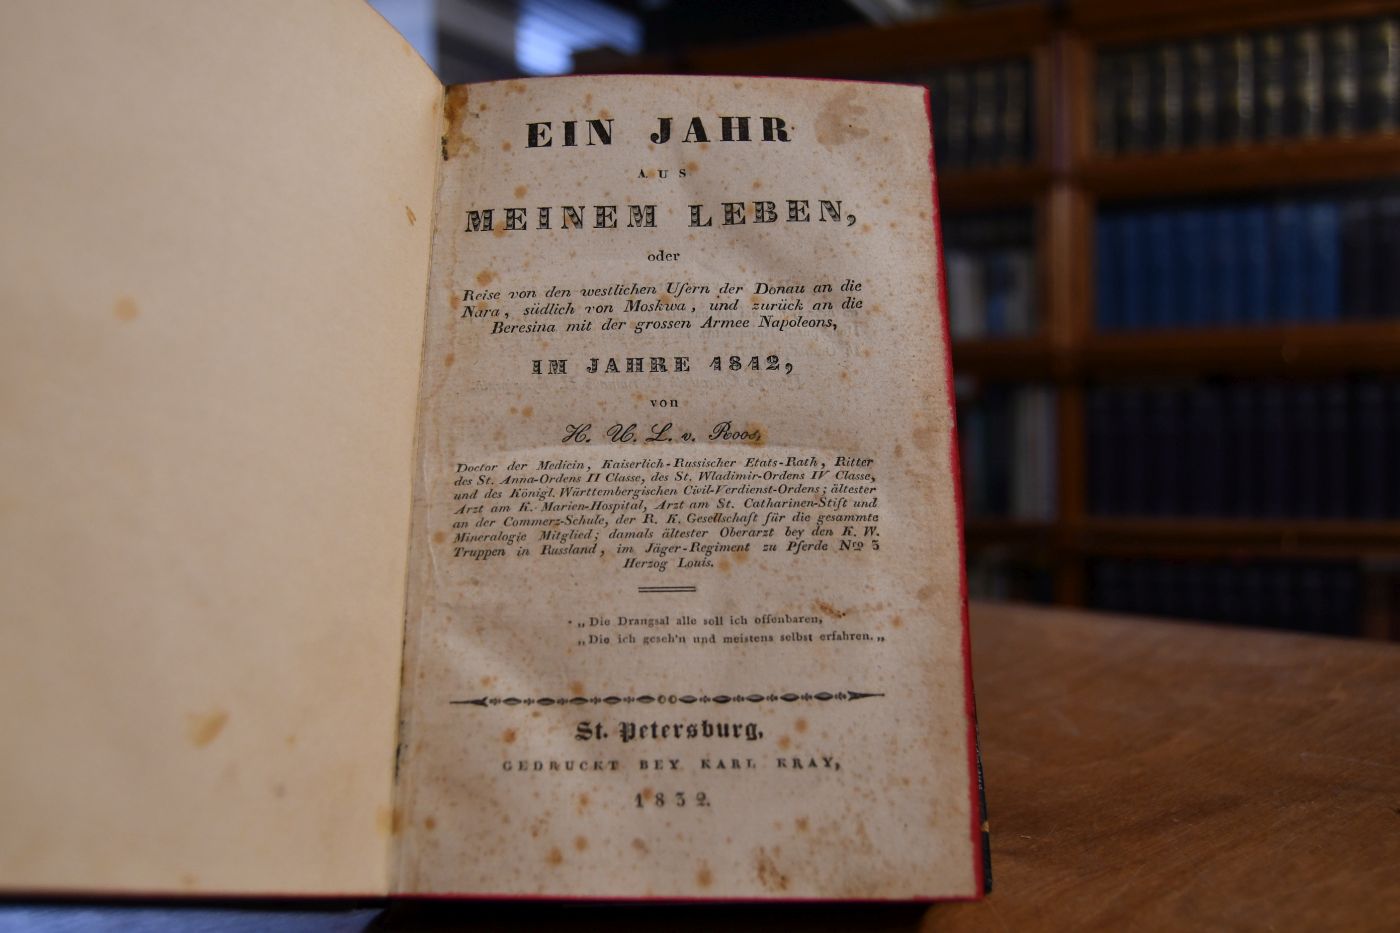 EIN JAHR
AUS
MEINEM LEBEN,
oder
Reise von den westlichen Ufern der Donau an die
Nara, südlich von Moskwa, und zurück an die
Beresina mit der grossen Armee Napoleons,
IM JAHRE 1812,
von
H. U. L. v. Roos,
Doctor der Medicin, Kaiserlich-Russischer Etats-Rath, Ritter
des St. Anna-Ordens II Classe, des St. Wladimir-Ordens IV Classe,
und des Königl. Württembergischen Civil-Verdienst-Ordens; ältester
Arzt am K. Marien-Hospital, Arzt am St. Catharinen-Stift und
an der Commerz-Schule, der R. K. Gesellschaft für die gesammte
Mineralogie Mitglied; damals ältester Oberarzt bey den K. W.
Truppen in Russland, im Jäger-Regiment zu Pferde Nro 3
Herzog Louis.
„Die Drangsal alle soll ich offenbaren,
„Die ich geseh'n und meistens selbst erfahren.„
St. Petersburg,
GEDRUCKT BEY KARL KRAY,
1832.